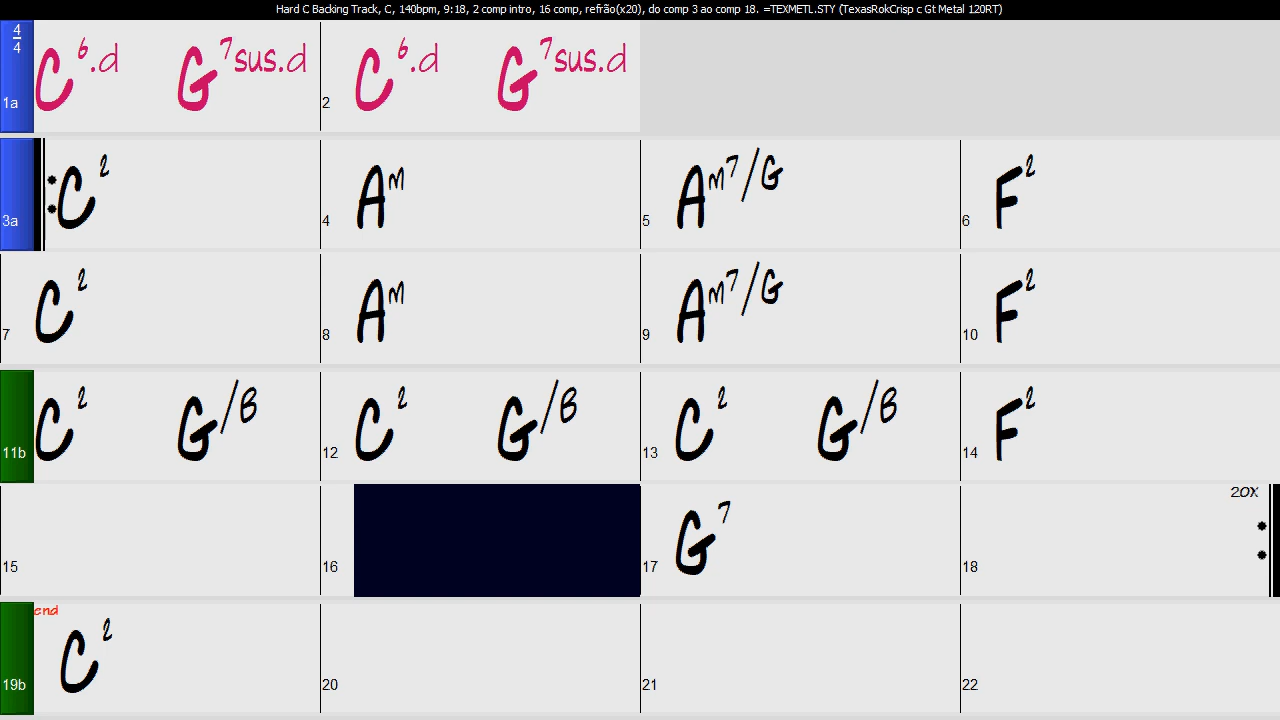 Hard C Backing Track, C, 140bpm, 9:18, 2 comp intro, 16 comp, refrão(x20), do comp 3 ao comp 18. =TEXMETL.STY (TexasRokCrisp c Gt Metal 120RT)
4
4
1a C6.d G7sus.d 2 C6.d G7sus.d
3a C2 4 Am 5 Am7/G 6 F2
7 C2 8 Am 9 Am7/G 10 F2
11b C2 G/B 12 C2 G/B 13 C2 G/B 14 F2
15 16 17 G7 18 20X
end
19b C2 20 21 22